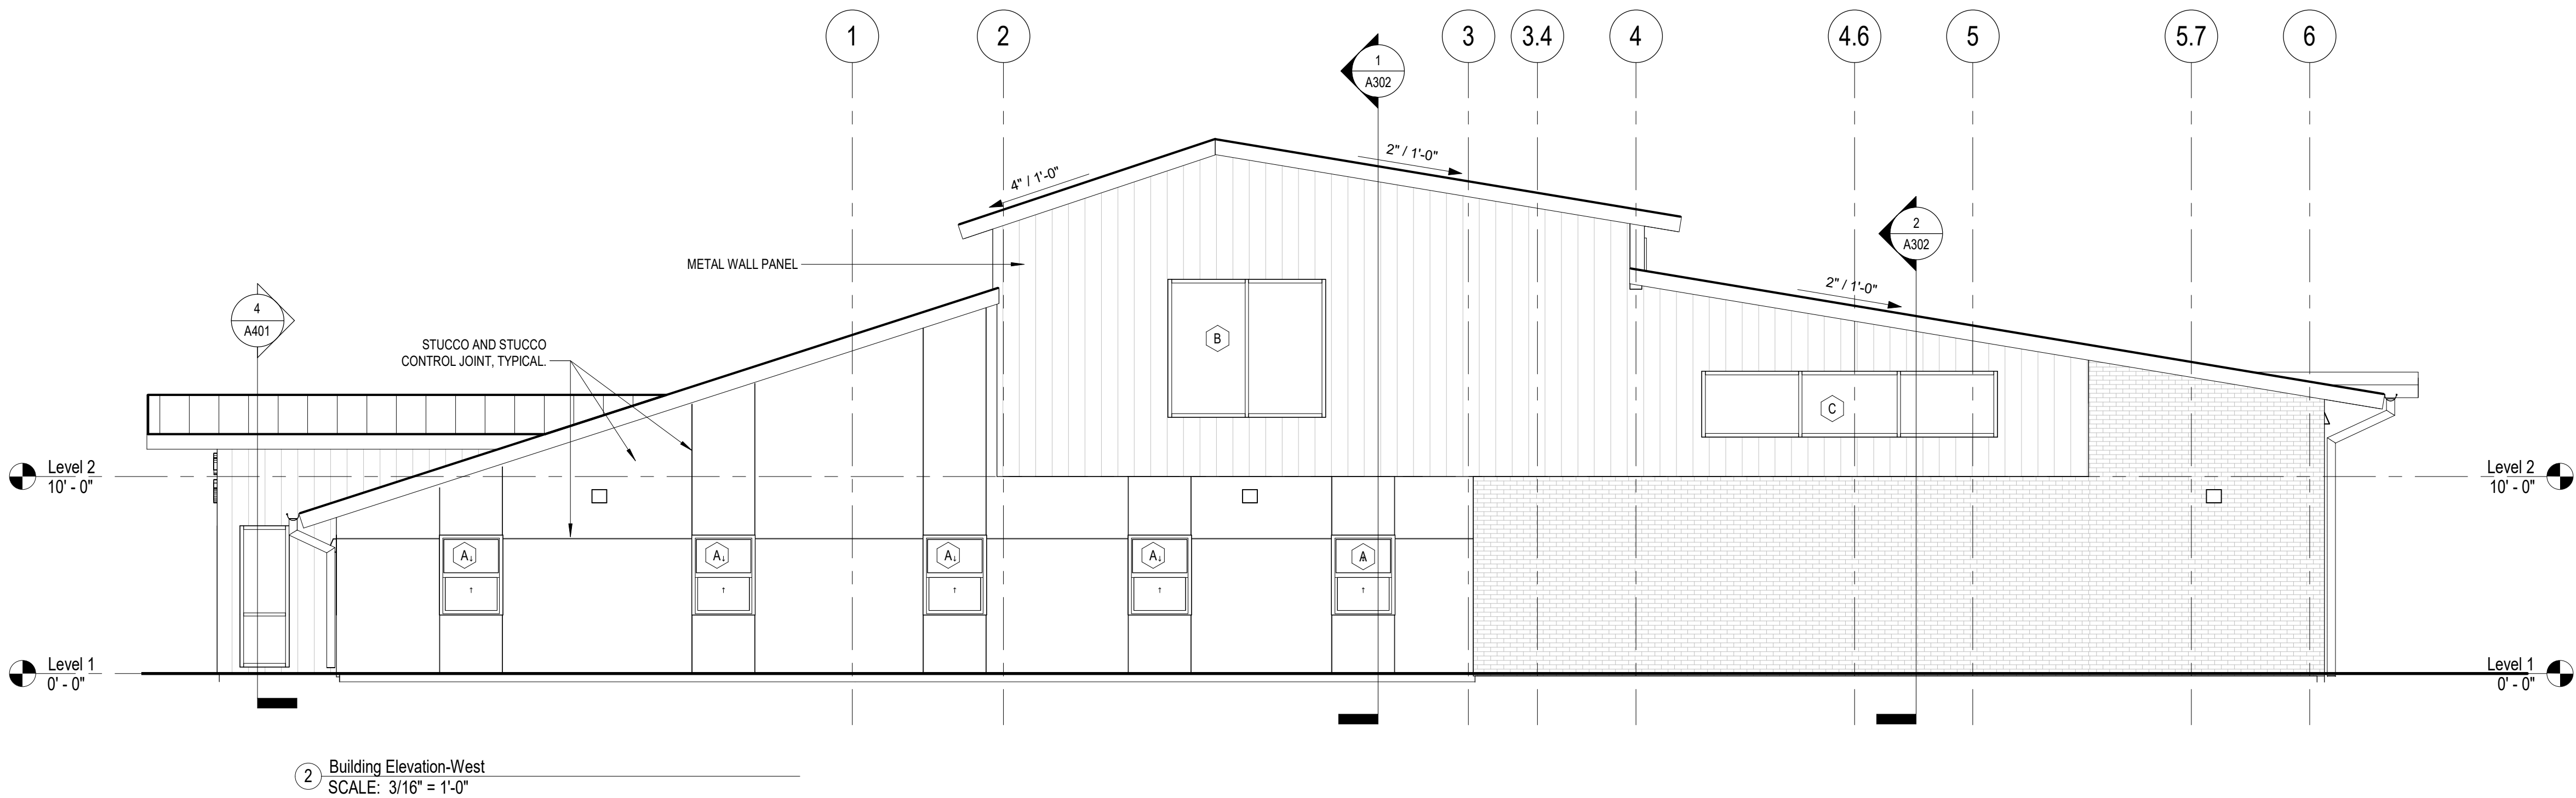 1
2
3
3.4
4
4.6
5
5.7
6
1
A302
2" / 1'-0"
4" / 1'-0"
2
A302
METAL WALL PANEL
2" / 1'-0"
4
A401
B
STUCCO AND STUCCO
CONTROL JOINT, TYPICAL.
C
Level 2
10' - 0"
Level 2
10' - 0"
A↓
A↓
A↓
A↓
A
↑
↑
↑
↑
↑
Level 1
0' - 0"
Level 1
0' - 0"
2
Building Elevation-West
SCALE: 3/16" = 1'-0"